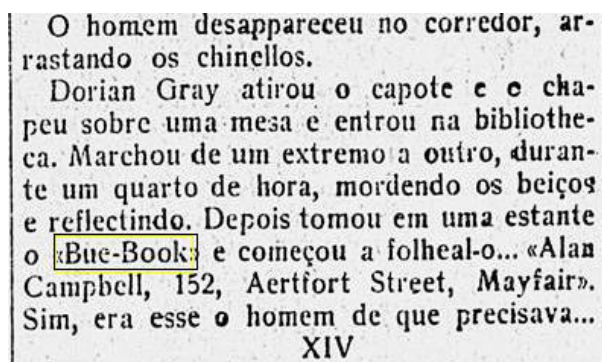 O homem desappareceu no corredor, ar-
rastando os chinellos.
Dorian Gray atirou o capote e o cha-
peu sobre uma mesa e entrou na bibliothe-
ca. Marchou de um extremo a outro, duran-
te um quarto de hora, mordendo os beiços
e reflectindo. Depois tomou em uma estante
o «Bue-Book» e começou a folheal-o... «Alan
Campbell, 152, Aertfort Street, Mayfair».
Sim, era esse o homem de que precisava...
XIV